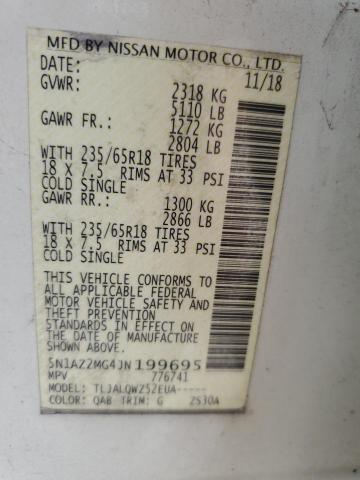 MFD BY NISSAN MOTOR CO., LTD.
DATE: 11/18
GVWR: 2318 KG
5110 LB
GAWR FR.: 1272 KG
2804 LB
WITH 235/65R18 TIRES
18 X 7.5 RIMS AT 33 PSI
COLD SINGLE
GAWR RR.: 1300 KG
2866 LB
WITH 235/65R18 TIRES
18 X 7.5 RIMS AT 33 PSI
COLD SINGLE
THIS VEHICLE CONFORMS TO
ALL APPLICABLE FEDERAL
MOTOR VEHICLE SAFETY AND
THEFT PREVENTION
STANDARDS IN EFFECT ON
THE DATE OF MANUFACTURE
SHOWN ABOVE.
5N1AZ2MG4JN199695
MPV 776741
MODEL: TLJALQWZ52EUA-----
COLOR: QAB TRIM: G 2S30A